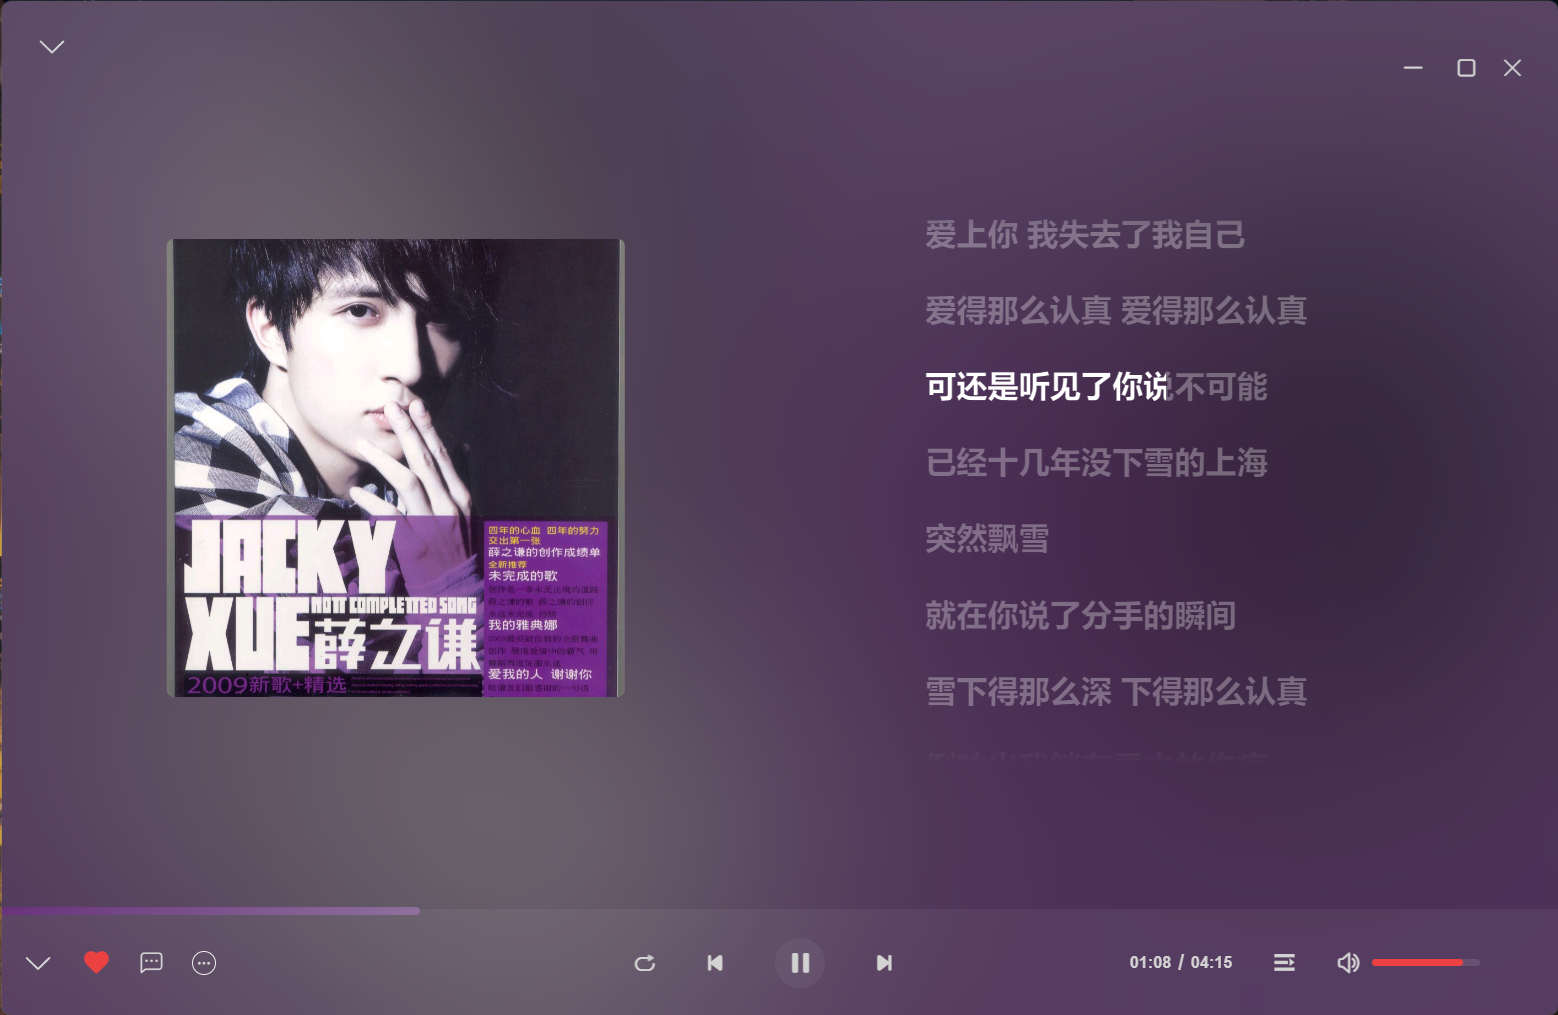 爱上你 我失去了我自己
爱得那么认真 爱得那么认真
可还是听见了你说不可能
已经十几年没下雪的上海
突然飘雪
就在你说了分手的瞬间
雪下得那么深 下得那么认真
JACKY
XUE
NOTT COMPLETTED SONG
薛之谦
2009新歌+精选
四年的心血 四年的努力
交出第一张
薛之谦的创作成绩单
全新推荐
未完成的歌
我的雅典娜
爱我的人 谢谢你
01:08 / 04:15